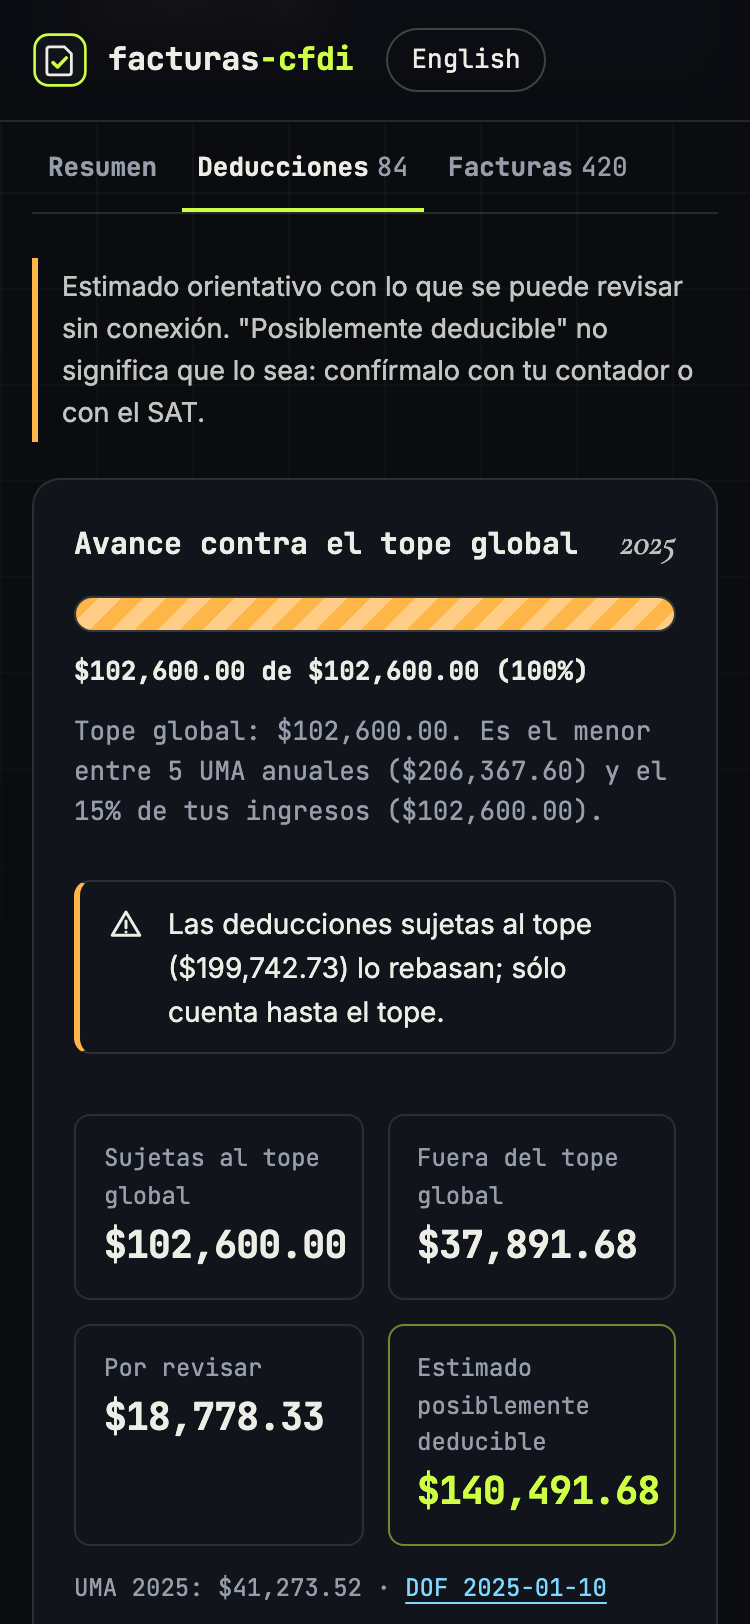 facturas-cfdi English
Resumen Deducciones 84 Facturas 420
Estimado orientativo con lo que se puede revisar
sin conexión. "Posiblemente deducible" no
significa que lo sea: confírmalo con tu contador o
con el SAT.
Avance contra el tope global 2025
$102,600.00 de $102,600.00 (100%)
Tope global: $102,600.00. Es el menor
entre 5 UMA anuales ($206,367.60) y el
15% de tus ingresos ($102,600.00).
Las deducciones sujetas al tope
($199,742.73) lo rebasan; sólo
cuenta hasta el tope.
Sujetas al tope
global
$102,600.00
Fuera del tope
global
$37,891.68
Por revisar
$18,778.33
Estimado
posiblemente
deducible
$140,491.68
UMA 2025: $41,273.52 · DOF 2025-01-10